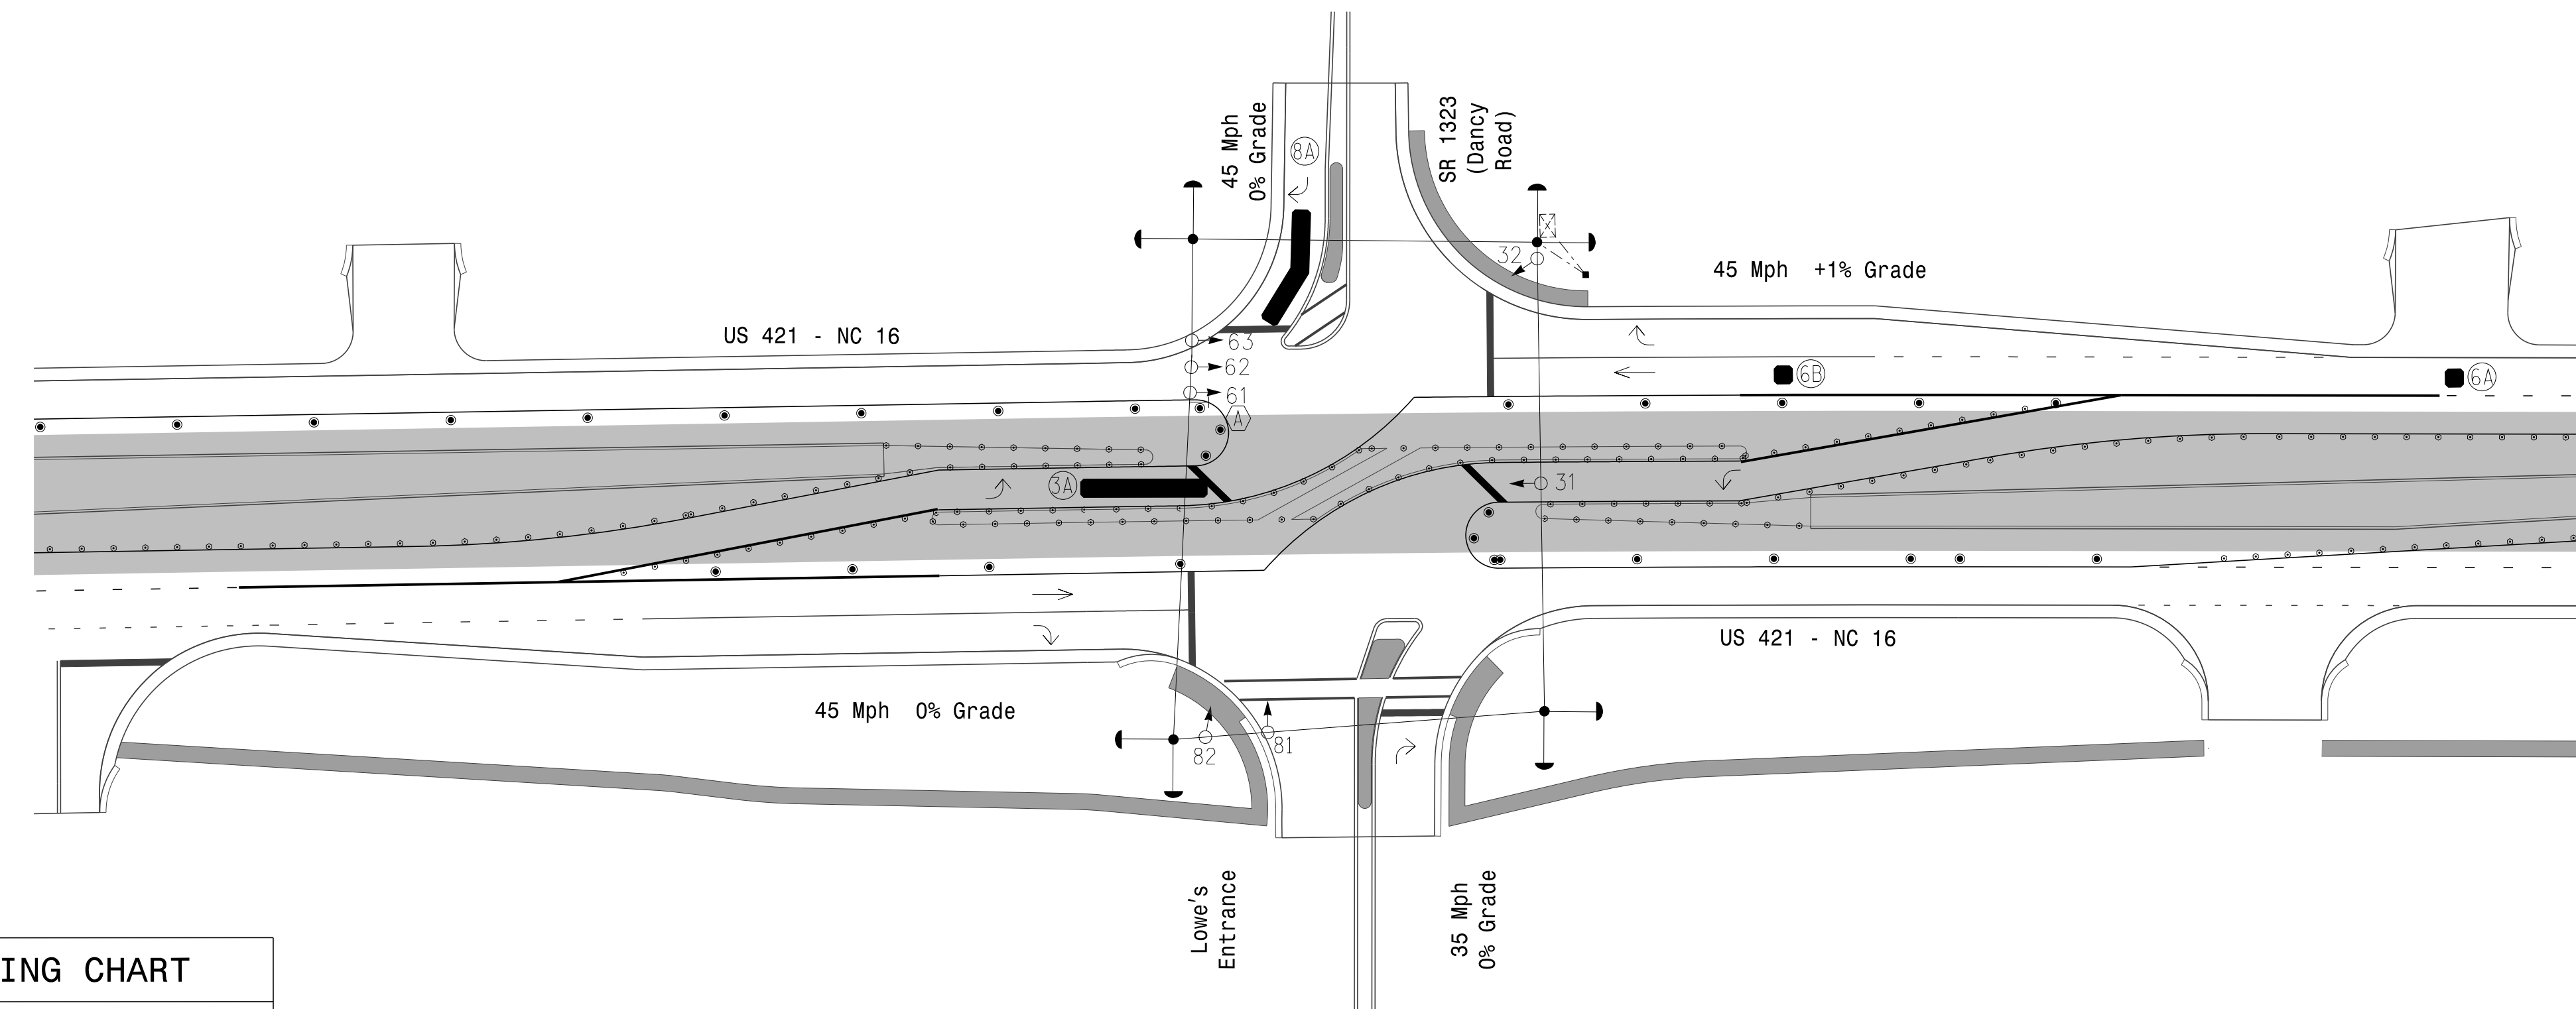 45 Mph
0% Grade
8A
SR 1323
(Dancy
Road)
32
45 Mph +1% Grade
US 421 - NC 16
63
62
61
A
6B
6A
3A
31
US 421 - NC 16
45 Mph 0% Grade
82
81
Lowe's
Entrance
35 Mph
0% Grade
ING CHART